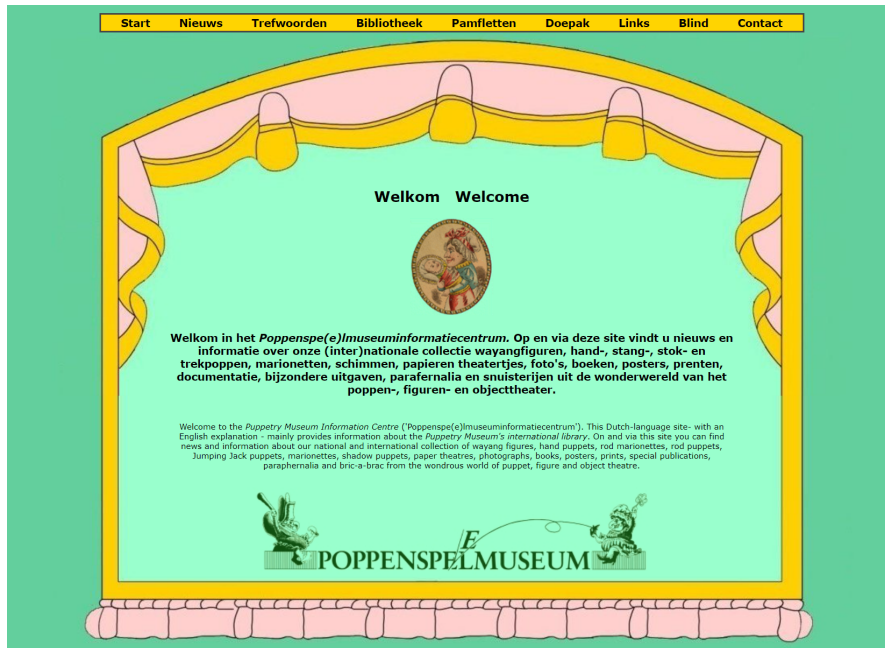 Start Nieuws Trefwoorden Bibliotheek Pamfletten Doepak Links Blind Contact
Welkom Welcome
Welkom in het Poppenspe(e)lmuseuminformatiecentrum. Op en via deze site vindt u nieuws en
informatie over onze (inter)nationale collectie wayangfiguren, hand-, stang-, stok- en
trekpoppen, marionetten, schimmen, papieren theatertjes, foto's, boeken, posters, prenten,
documentatie, bijzondere uitgaven, parafernalia en snuisterijen uit de wonderwereld van het
poppen-, figuren- en objecttheater.
Welcome to the Puppetry Museum Information Centre ('Poppenspe(e)lmuseuminformatiecentrum'). This Dutch-language site- with an
English explanation - mainly provides information about the Puppetry Museum's international library. On and via this site you can find
news and information about our national and international collection of wayang figures, hand puppets, rod marionettes, rod puppets,
Jumping Jack puppets, marionettes, shadow puppets, paper theatres, photographs, books, posters, prints, special publications,
paraphernalia and bric-a-brac from the wondrous world of puppet, figure and object theatre.
E
POPPENSPELMUSEUM